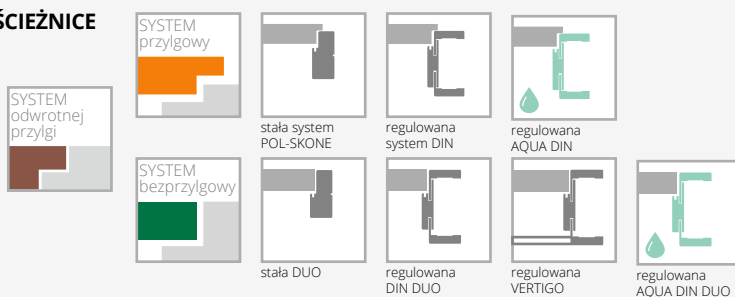 ŚCIEŻNICE
SYSTEM
odwrotnej
przylgi
SYSTEM
przylgowy
stała system
POL-SKONE
regulowana
system DIN
regulowana
AQUA DIN
SYSTEM
bezprzylgowy
stała DUO
regulowana
DIN DUO
regulowana
VERTIGO
regulowana
AQUA DIN DUO